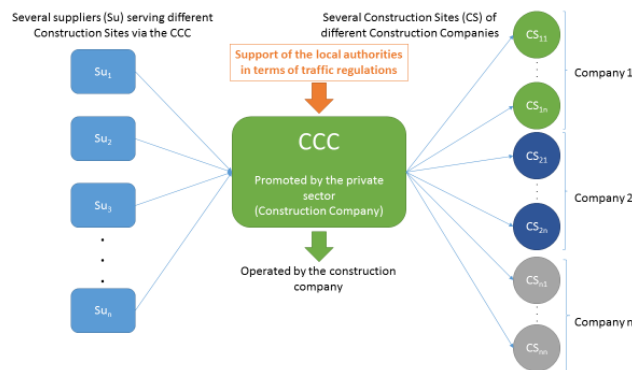 Several suppliers (Su) serving different
Construction Sites via the CCC
Several Construction Sites (CS) of
different Construction Companies
Support of the local authorities
in terms of traffic regulations
Su1
Su2
Su3
Sun
CCC
Promoted by the private
sector
(Construction Company)
Operated by the construction
company
CS11
CS1n
Company 1
CS21
CS2n
Company 2
CSn1
CSnn
Company n